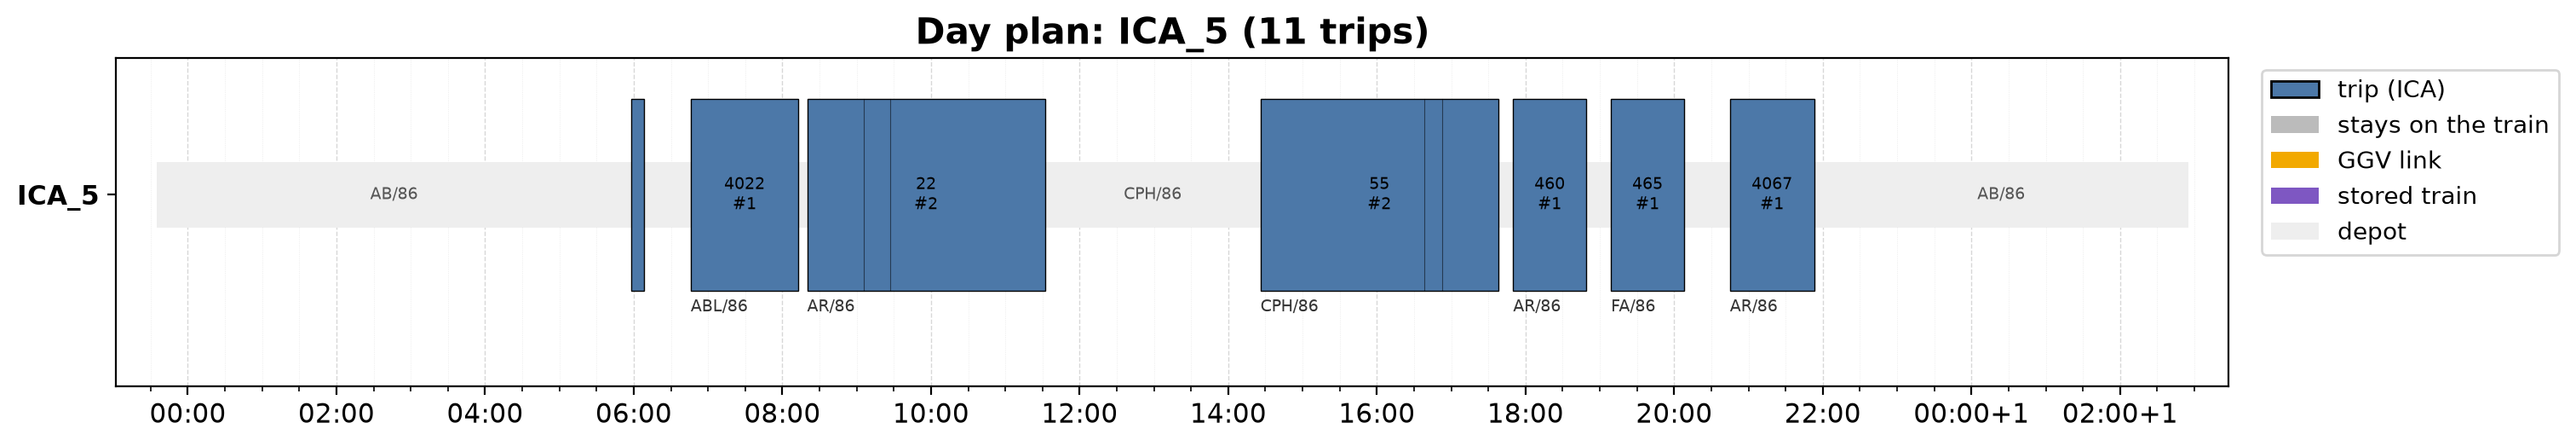 Day plan: ICA_5 (11 trips)
trip (ICA)
stays on the train
GGV link
stored train
depot
ICA_5
AB/86
4022
#1
22
#2
CPH/86
55
#2
460
#1
465
#1
4067
#1
AB/86
ABL/86
AR/86
CPH/86
AR/86
FA/86
AR/86
00:00
02:00
04:00
06:00
08:00
10:00
12:00
14:00
16:00
18:00
20:00
22:00
00:00+1
02:00+1